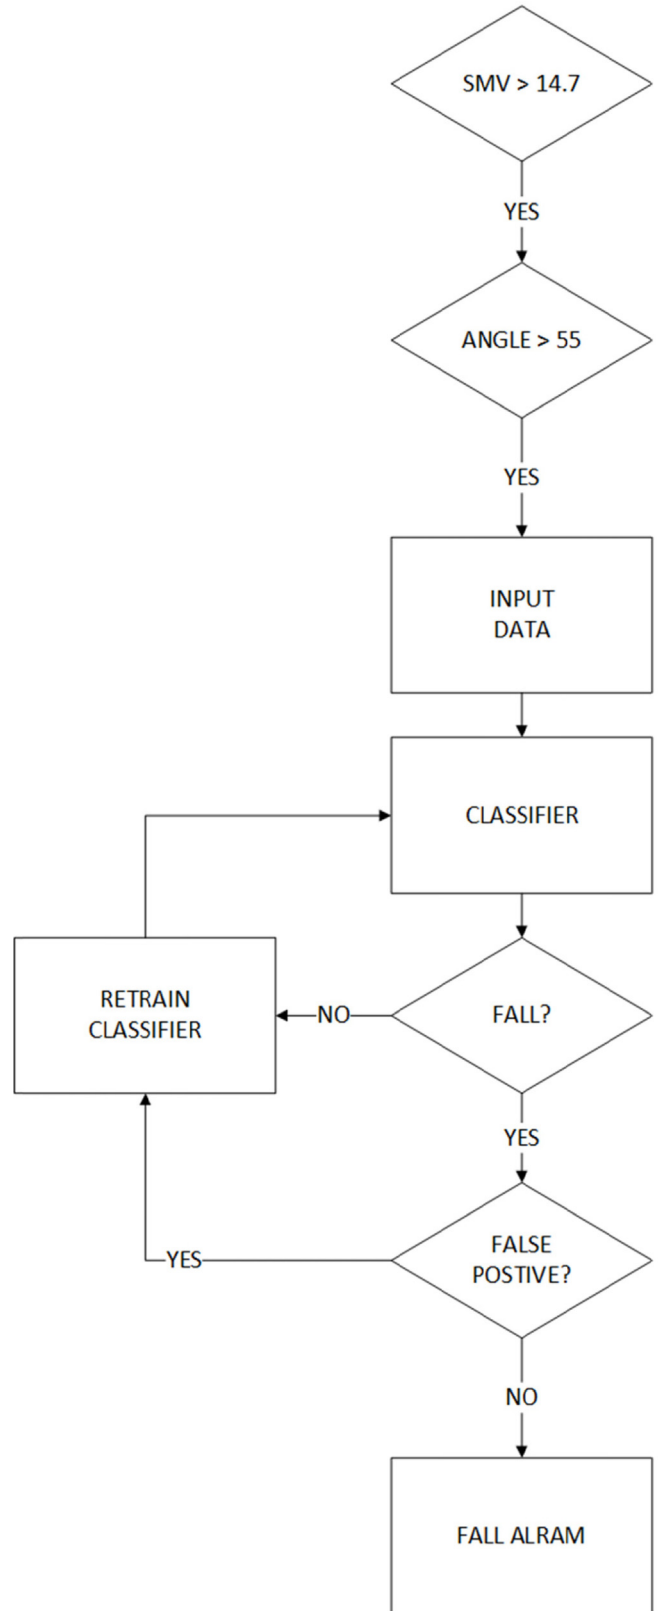 SMV > 14.7
YES
ANGLE > 55
YES
INPUT
DATA
CLASSIFIER
RETRAIN
CLASSIFIER
NO
FALL?
YES
YES
FALSE
POSTIVE?
NO
FALL ALRAM